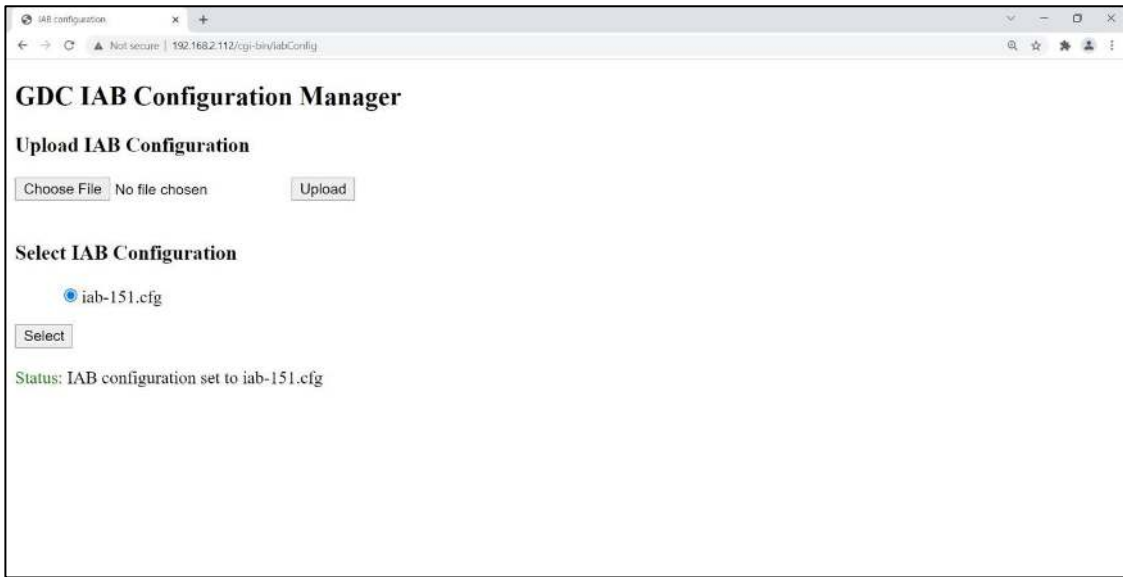 IAB configuration
Not secure | 192.168.2.112/cgi-bin/iabConfig
GDC IAB Configuration Manager
Upload IAB Configuration
Choose File No file chosen Upload
Select IAB Configuration
iab-151.cfg
Select
Status: IAB configuration set to iab-151.cfg